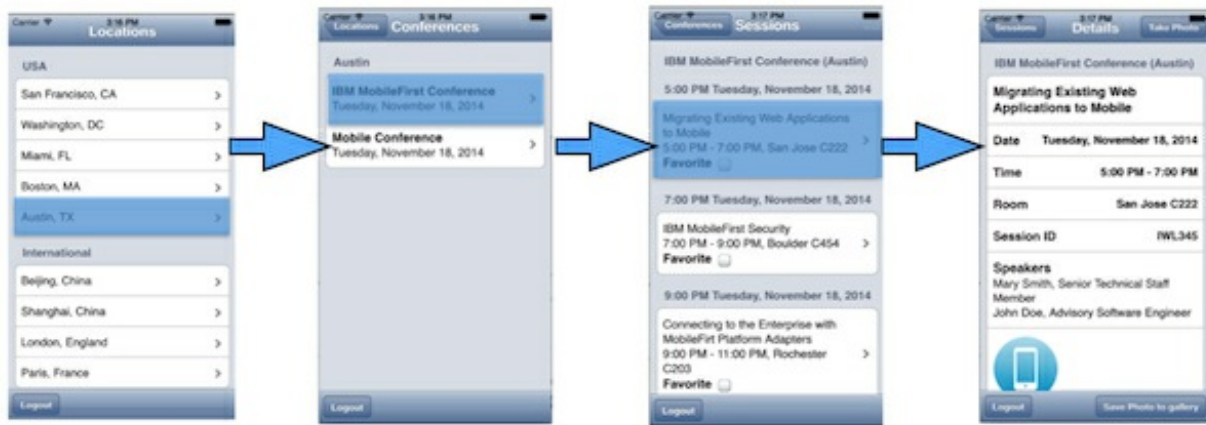 Carrier 3:16 PM
Locations
USA
San Francisco, CA
Washington, DC
Miami, FL
Boston, MA
Austin, TX
International
Beijing, China
Shanghai, China
London, England
Paris, France
Logout
Carrier 3:16 PM
Locations Conferences
Austin
IBM MobileFirst Conference
Tuesday, November 18, 2014
Mobile Conference
Tuesday, November 18, 2014
Logout
Carrier 3:17 PM
Conferences Sessions
IBM MobileFirst Conference (Austin)
5:00 PM Tuesday, November 18, 2014
Migrating Existing Web Applications
to Mobile
5:00 PM - 7:00 PM, San Jose C222
Favorite
7:00 PM Tuesday, November 18, 2014
IBM MobileFirst Security
7:00 PM - 9:00 PM, Boulder C454
Favorite
9:00 PM Tuesday, November 18, 2014
Connecting to the Enterprise with
MobileFirt Platform Adapters
9:00 PM - 11:00 PM, Rochester
C203
Favorite
Logout
Carrier 3:17 PM
Sessions Details Take Photo
IBM MobileFirst Conference (Austin)
Migrating Existing Web
Applications to Mobile
Date Tuesday, November 18, 2014
Time 5:00 PM - 7:00 PM
Room San Jose C222
Session ID IWL345
Speakers
Mary Smith, Senior Technical Staff
Member
John Doe, Advisory Software Engineer
Logout Save Photo to gallery